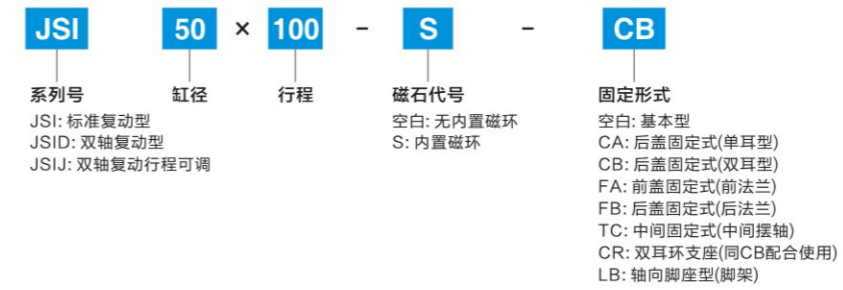 JSI 50 × 100 - S - CB
系列号 缸径 行程 磁石代号 固定形式
JSI: 标准复动型
JSID: 双轴复动型
JSIJ: 双轴复动行程可调
空白: 无内置磁环
S: 内置磁环
空白: 基本型
CA: 后盖固定式(单耳型)
CB: 后盖固定式(双耳型)
FA: 前盖固定式(前法兰)
FB: 后盖固定式(后法兰)
TC: 中间固定式(中间摆轴)
CR: 双耳环支座(同CB配合使用)
LB: 轴向脚座型(脚架)